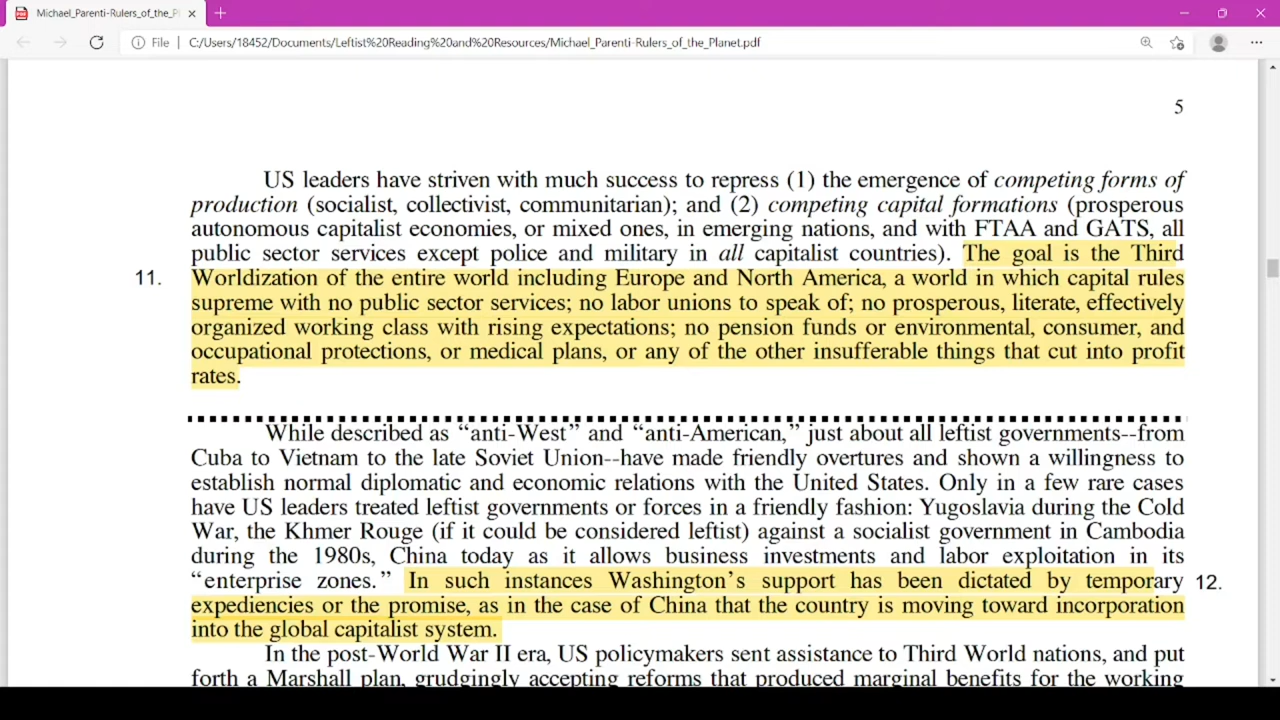 Michael_Parenti-Rulers_of_the_P
File
C:/Users/18452/Documents/Leftist%20Reading%20and%20Resources/Michael_Parenti-Rulers_of_the_Planet.pdf
5
US leaders have striven with much success to repress (1) the emergence of competing forms of
production (socialist, collectivist, communitarian); and (2) competing capital formations (prosperous
autonomous capitalist economies, or mixed ones, in emerging nations, and with FTAA and GATS, all
public sector services except police and military in all capitalist countries). The goal is the Third
11. Worldization of the entire world including Europe and North America, a world in which capital rules
supreme with no public sector services; no labor unions to speak of; no prosperous, literate, effectively
organized working class with rising expectations; no pension funds or environmental, consumer, and
occupational protections, or medical plans, or any of the other insufferable things that cut into profit
rates.
While described as “anti-West” and “anti-American,” just about all leftist governments--from
Cuba to Vietnam to the late Soviet Union--have made friendly overtures and shown a willingness to
establish normal diplomatic and economic relations with the United States. Only in a few rare cases
have US leaders treated leftist governments or forces in a friendly fashion: Yugoslavia during the Cold
War, the Khmer Rouge (if it could be considered leftist) against a socialist government in Cambodia
during the 1980s, China today as it allows business investments and labor exploitation in its
“enterprise zones.” In such instances Washington’s support has been dictated by temporary 12.
expediencies or the promise, as in the case of China that the country is moving toward incorporation
into the global capitalist system.
In the post-World War II era, US policymakers sent assistance to Third World nations, and put
forth a Marshall plan, grudgingly accepting reforms that produced marginal benefits for the working